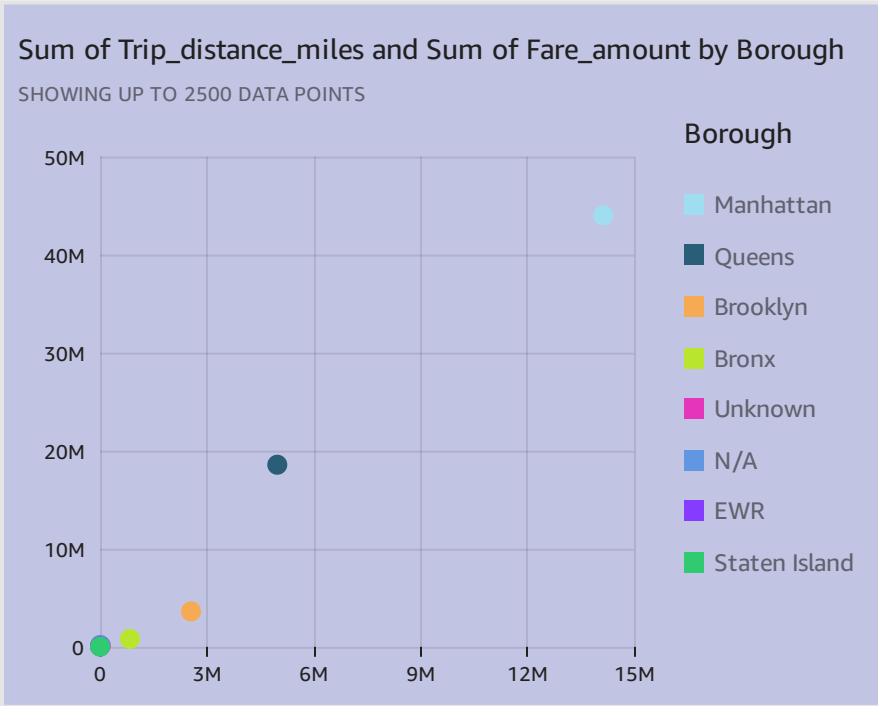 Sum of Trip_distance_miles and Sum of Fare_amount by Borough
SHOWING UP TO 2500 DATA POINTS
Borough
Manhattan
Queens
Brooklyn
Bronx
Unknown
N/A
EWR
Staten Island
50M
40M
30M
20M
10M
0
0 3M 6M 9M 12M 15M